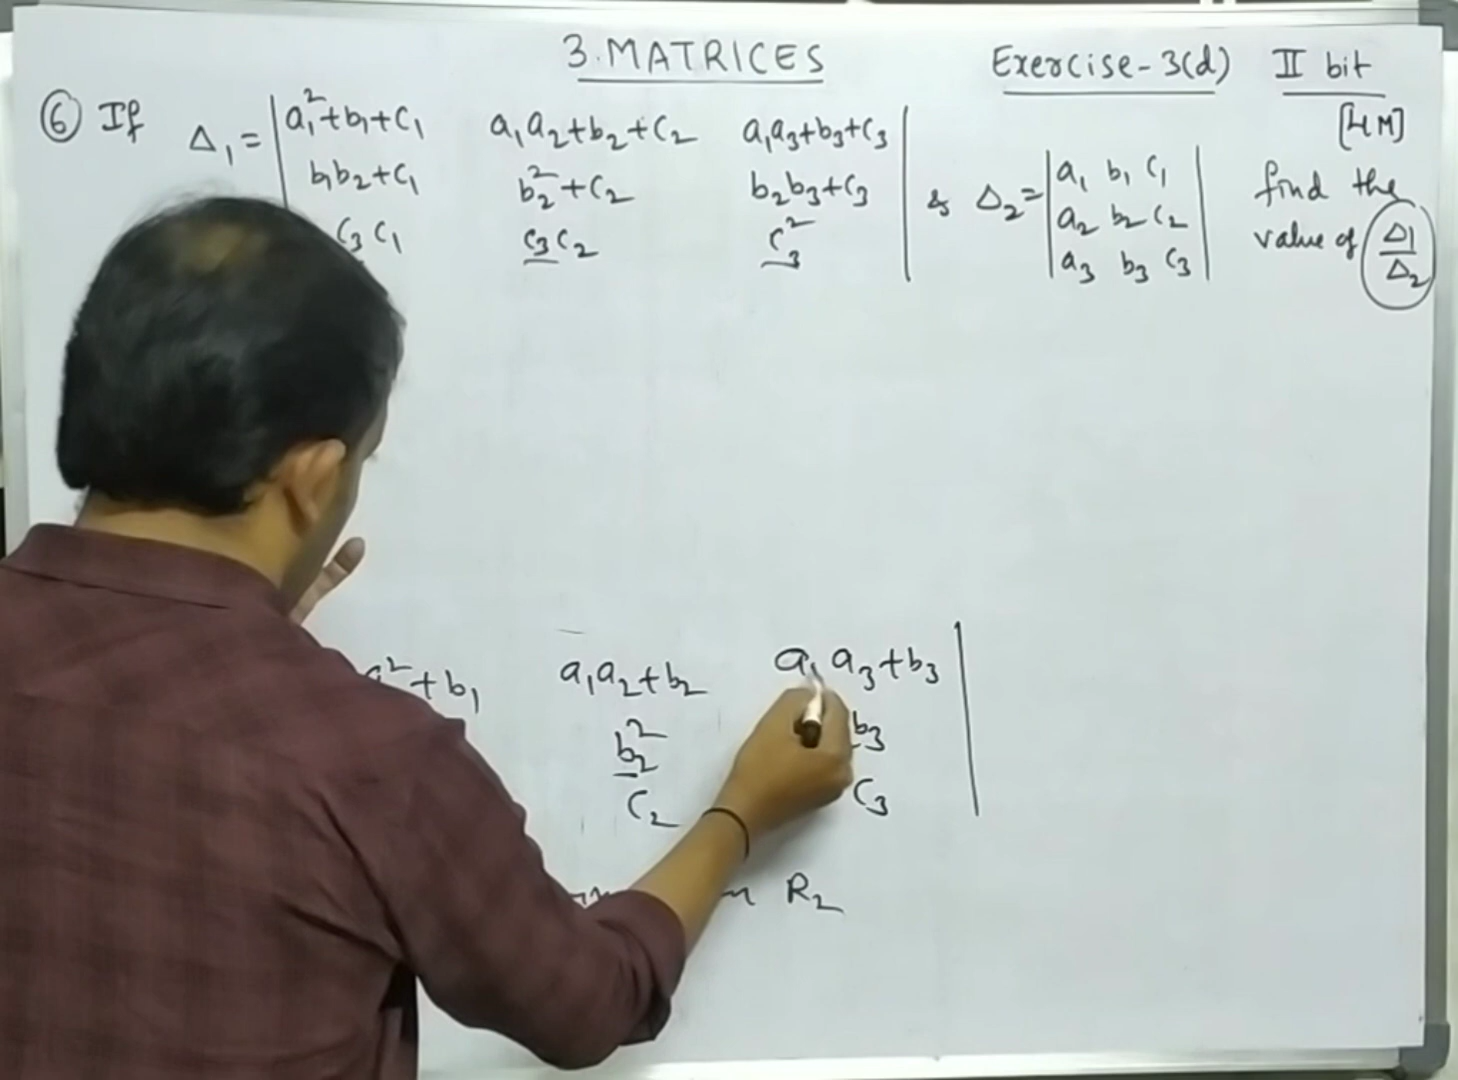 3.MATRICES Exercise-3(d) II bit
[4M]
⑥ If Δ₁ = | a₁²+b₁+c₁ a₁a₂+b₂+c₂ a₁a₃+b₃+c₃ |
b₁b₂+c₁ b₂²+c₂ b₂b₃+c₃
c₃c₁ c₃c₂ c₃²
& Δ₂ = | a₁ b₁ c₁ |
a₂ b₂ c₂
a₃ b₃ c₃
find the
value of Δ₁/Δ₂
a₁²+b₁ a₁a₂+b₂ a₁a₃+b₃ |
b₂² b₃
c₂ c₃
R₂